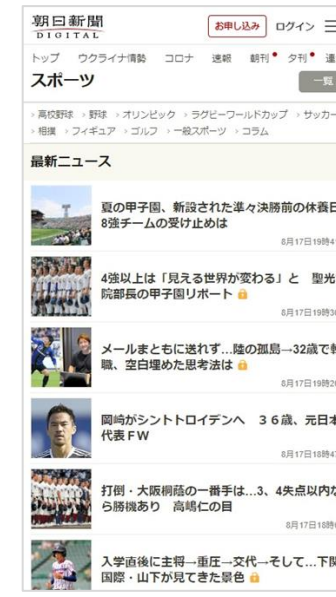 朝日新聞
DIGITAL
お申し込み ログイン
トップ ウクライナ情勢 コロナ 速報 朝刊 夕刊 連
スポーツ
一覧
高校野球 野球 オリンピック ラグビーワールドカップ サッカー
相撲 フィギュア ゴルフ 一般スポーツ コラム
最新ニュース
夏の甲子園、新設された準々決勝前の休養日
8強チームの受け止めは
8月17日19時4
4強以上は「見える世界が変わる」と 聖光
院部長の甲子園リポート
8月17日19時3
メールまともに送れず…陸の孤島→32歳で転
職、空白埋めた思考法は
8月17日19時2
岡崎がシントトロイデンへ 36歳、元日本
代表FW
8月17日18時4
打倒・大阪桐蔭の一番手は…3、4失点以内な
ら勝機あり 高嶋仁の目
8月17日18時
入学直後に主将→重圧→交代→そして…下関
国際・山下が見てきた景色